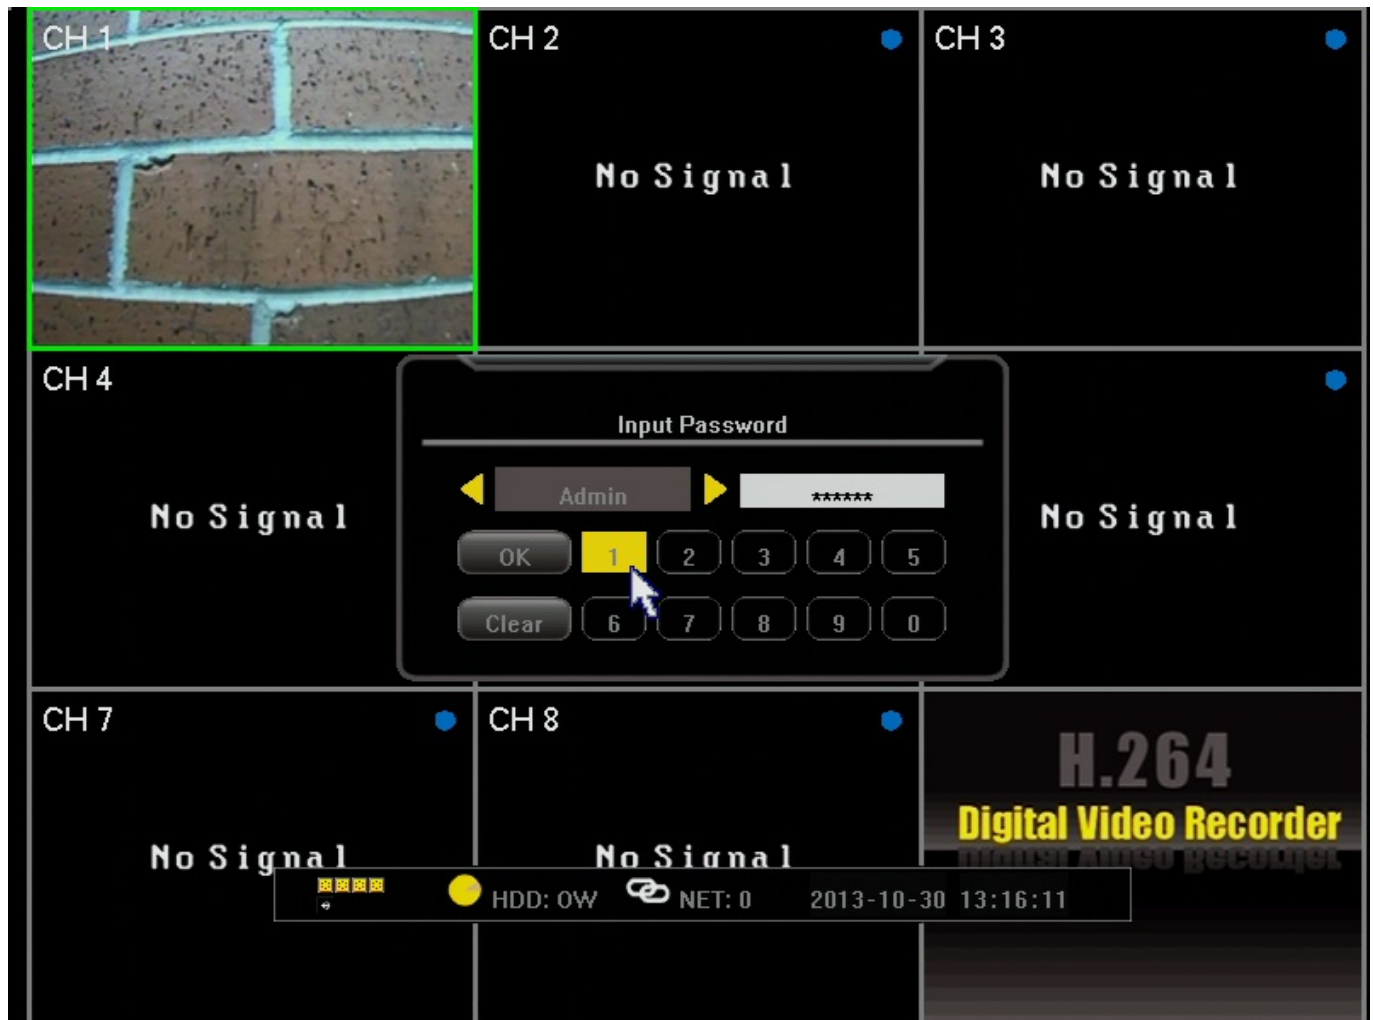 CH 1
CH 2
CH 3
No Signal
No Signal
CH 4
Input Password
Admin
******
No Signal
No Signal
OK
1
2
3
4
5
Clear
6
7
8
9
0
CH 7
CH 8
H.264
Digital Video Recorder
No Signal
No Signal
HDD: OW
NET: 0
2013-10-30 13:16:11